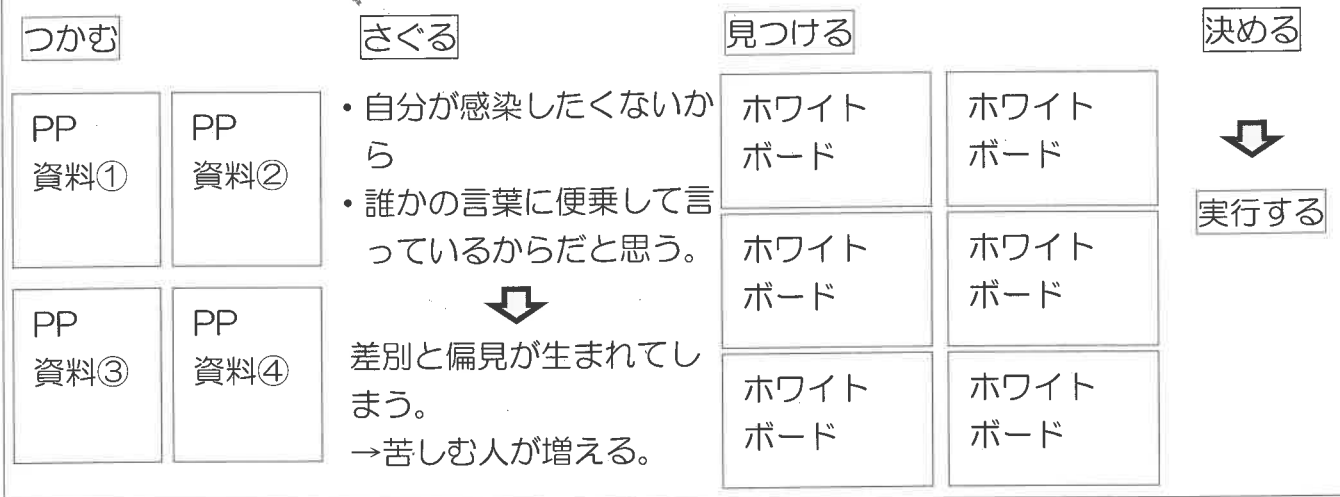 つかむ
PP
資料①
PP
資料②
PP
資料③
PP
資料④
さぐる
・自分が感染したくないか
ら
・誰かの言葉に便乗して言
っているからだと思う。
差別と偏見が生まれてし
まう。
→苦しむ人が増える。
見つける
ホワイト
ボード
ホワイト
ボード
ホワイト
ボード
ホワイト
ボード
ホワイト
ボード
ホワイト
ボード
決める
実行する